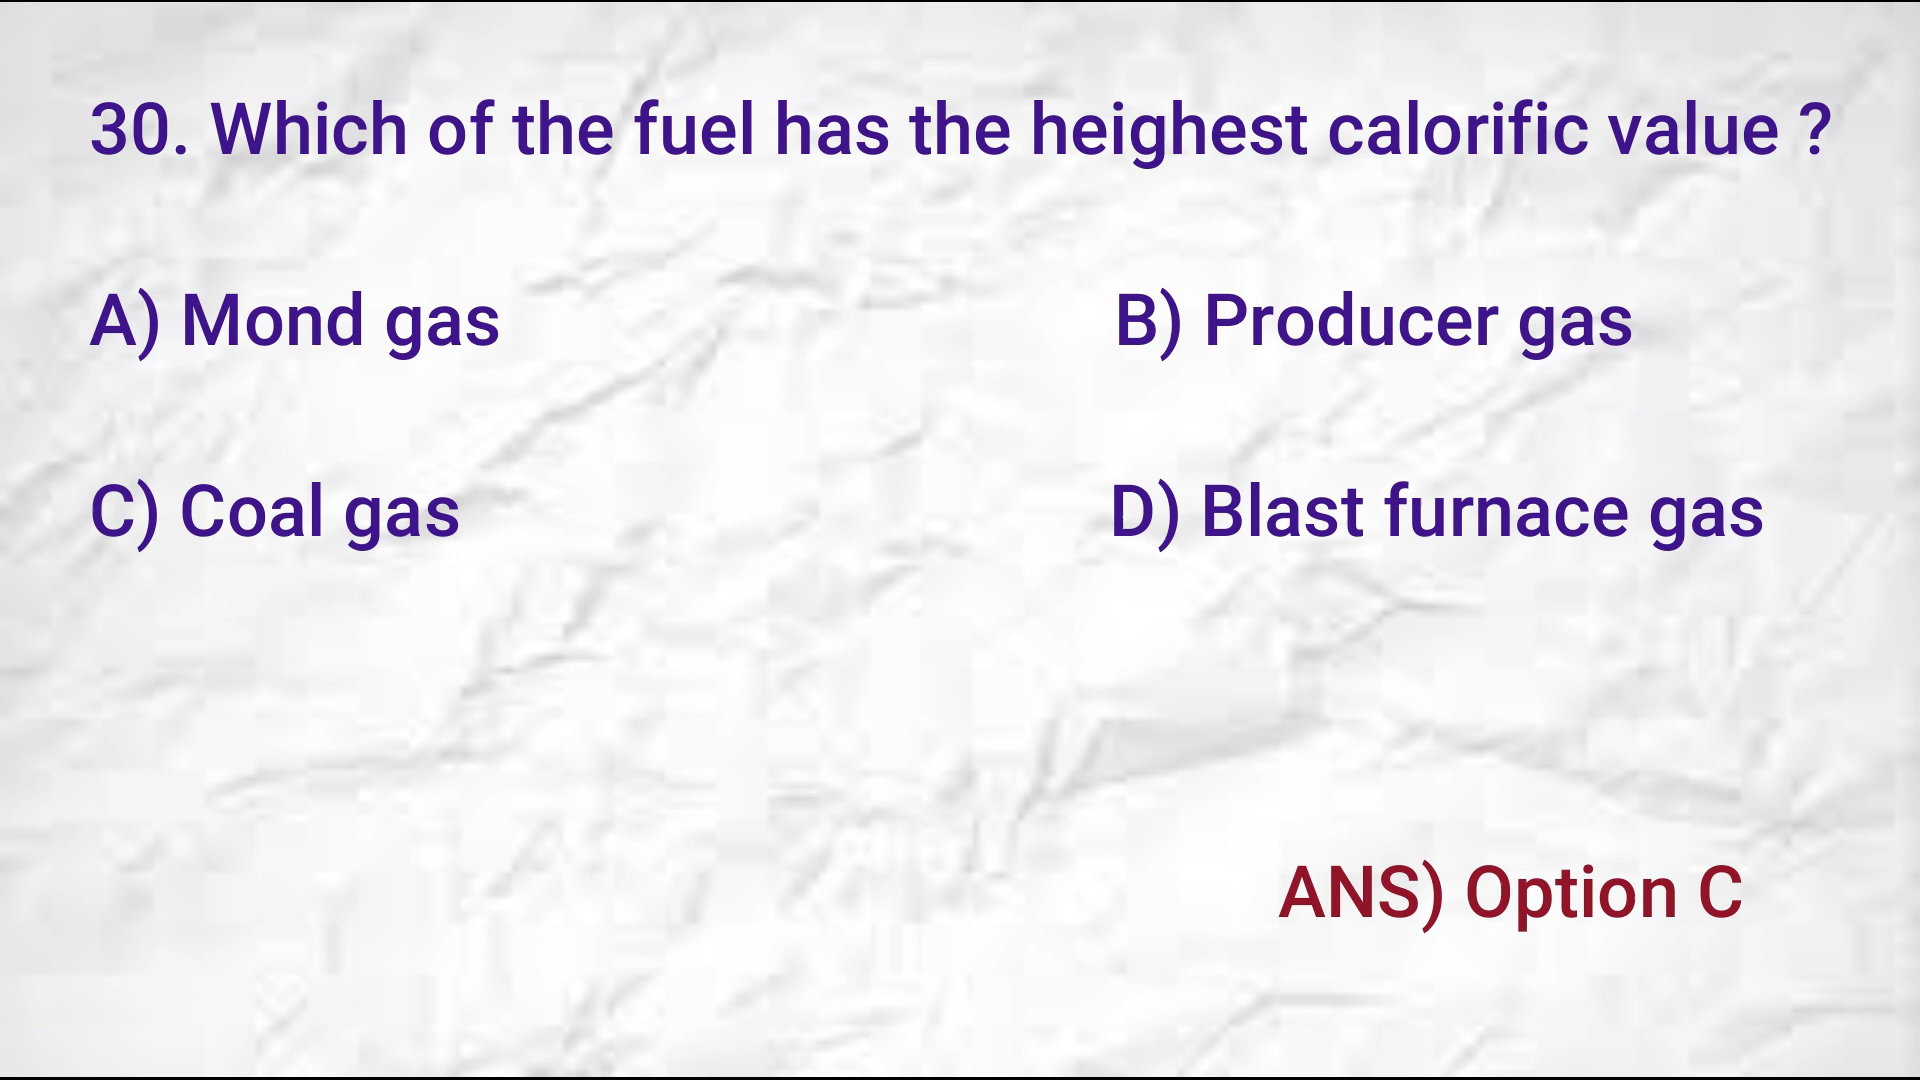 30. Which of the fuel has the heighest calorific value ?
A) Mond gas
B) Producer gas
C) Coal gas
D) Blast furnace gas
ANS) Option C